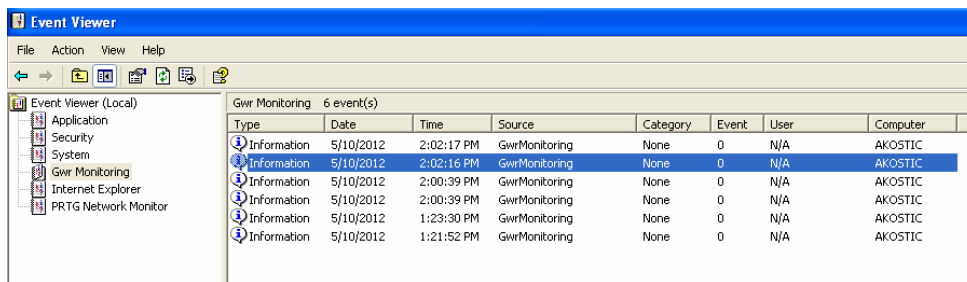 Event Viewer
File Action View Help
Event Viewer (Local)
Application
Security
System
Gwr Monitoring
Internet Explorer
PRTG Network Monitor
Gwr Monitoring 6 event(s)
Type Date Time Source Category Event User Computer
Information 5/10/2012 2:02:17 PM GwrMonitoring None 0 N/A AKOSTIC
Information 5/10/2012 2:02:16 PM GwrMonitoring None 0 N/A AKOSTIC
Information 5/10/2012 2:00:39 PM GwrMonitoring None 0 N/A AKOSTIC
Information 5/10/2012 2:00:39 PM GwrMonitoring None 0 N/A AKOSTIC
Information 5/10/2012 1:23:30 PM GwrMonitoring None 0 N/A AKOSTIC
Information 5/10/2012 1:21:52 PM GwrMonitoring None 0 N/A AKOSTIC